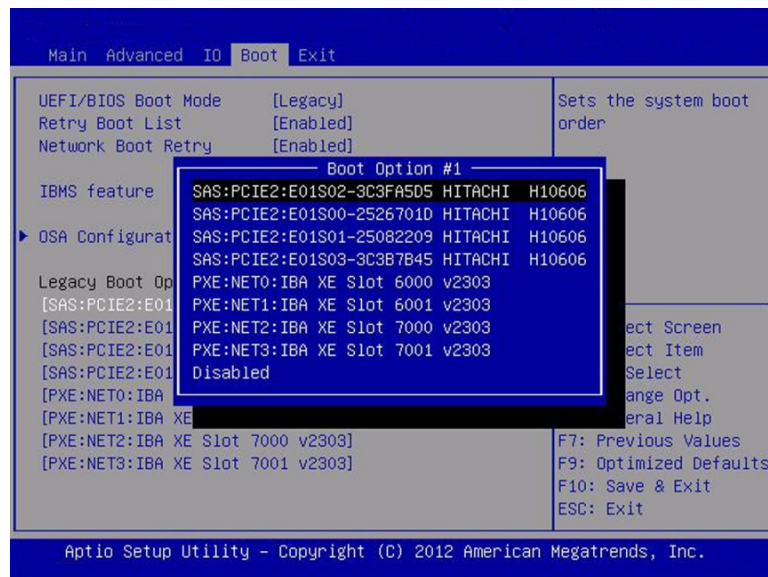 Main Advanced IO Boot Exit
UEFI/BIOS Boot Mode [Legacy]
Retry Boot List [Enabled]
Network Boot Retry [Enabled]
IBMS feature
OSA Configurat
Legacy Boot Op
[SAS:PCIE2:E01
[SAS:PCIE2:E01
[SAS:PCIE2:E01
[SAS:PCIE2:E01
[PXE:NET0:IBA
[PXE:NET1:IBA XE
[PXE:NET2:IBA XE Slot 7000 v2303]
[PXE:NET3:IBA XE Slot 7001 v2303]
Boot Option #1
SAS:PCIE2:E01S02-3C3FA5D5 HITACHI H10606
SAS:PCIE2:E01S00-2526701D HITACHI H10606
SAS:PCIE2:E01S01-25082209 HITACHI H10606
SAS:PCIE2:E01S03-3C3B7B45 HITACHI H10606
PXE:NET0:IBA XE Slot 6000 v2303
PXE:NET1:IBA XE Slot 6001 v2303
PXE:NET2:IBA XE Slot 7000 v2303
PXE:NET3:IBA XE Slot 7001 v2303
Disabled
Sets the system boot
order
ect Screen
ect Item
Select
ange Opt.
eral Help
F7: Previous Values
F9: Optimized Defaults
F10: Save & Exit
ESC: Exit
Aptio Setup Utility – Copyright (C) 2012 American Megatrends, Inc.